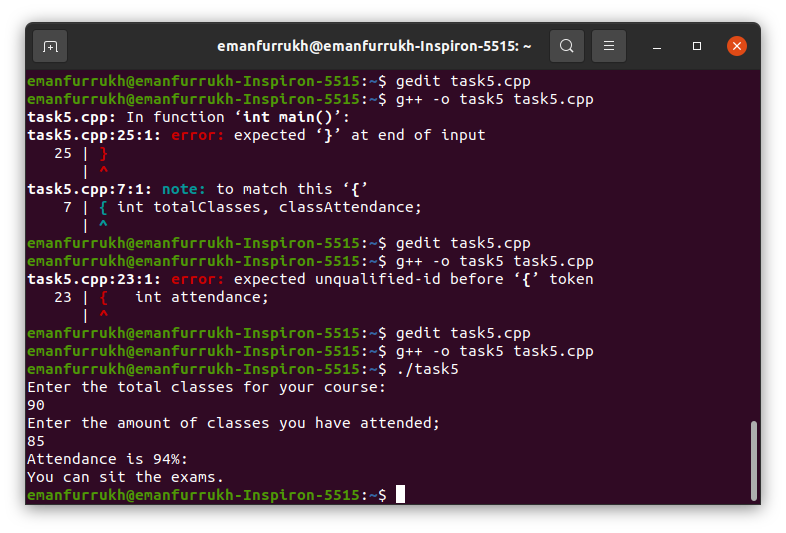 emanfurrukh@emanfurrukh-Inspiron-5515: ~
emanfurrukh@emanfurrukh-Inspiron-5515:~$ gedit task5.cpp
emanfurrukh@emanfurrukh-Inspiron-5515:~$ g++ -o task5 task5.cpp
task5.cpp: In function ‘int main()’:
task5.cpp:25:1: error: expected ‘}’ at end of input
   25 | }
      | ^
task5.cpp:7:1: note: to match this ‘{’
    7 | { int totalClasses, classAttendance;
      | ^
emanfurrukh@emanfurrukh-Inspiron-5515:~$ gedit task5.cpp
emanfurrukh@emanfurrukh-Inspiron-5515:~$ g++ -o task5 task5.cpp
task5.cpp:23:1: error: expected unqualified-id before ‘{’ token
   23 | {   int attendance;
      | ^
emanfurrukh@emanfurrukh-Inspiron-5515:~$ gedit task5.cpp
emanfurrukh@emanfurrukh-Inspiron-5515:~$ g++ -o task5 task5.cpp
emanfurrukh@emanfurrukh-Inspiron-5515:~$ ./task5
Enter the total classes for your course:
90
Enter the amount of classes you have attended;
85
Attendance is 94%:
You can sit the exams.
emanfurrukh@emanfurrukh-Inspiron-5515:~$